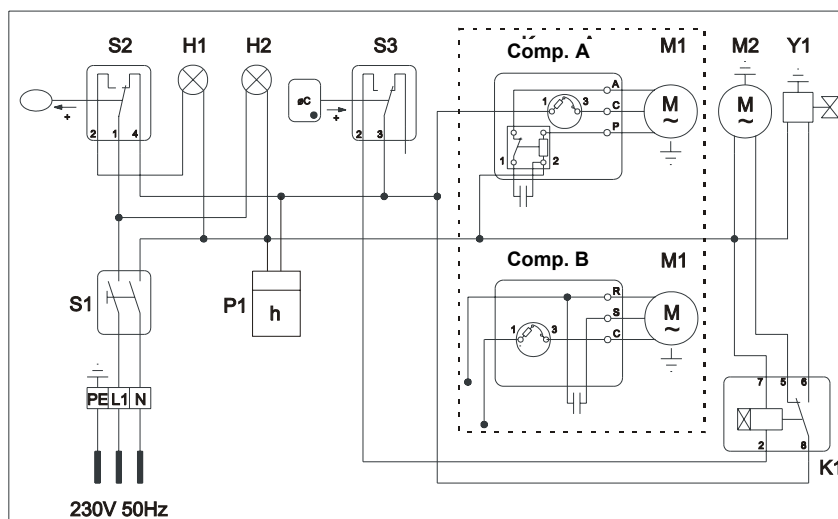 S2 H1 H2 S3 Comp. A M1 M2 Y1
øC
+
+
2 1 4
2 3
A
1 3 C
P
1 2
S1
P1 h
M
~
M
~
Comp. B M1
R
S
1 3 C
M
~
PE L1 N
7 5 6
2 8
K1
230V 50Hz